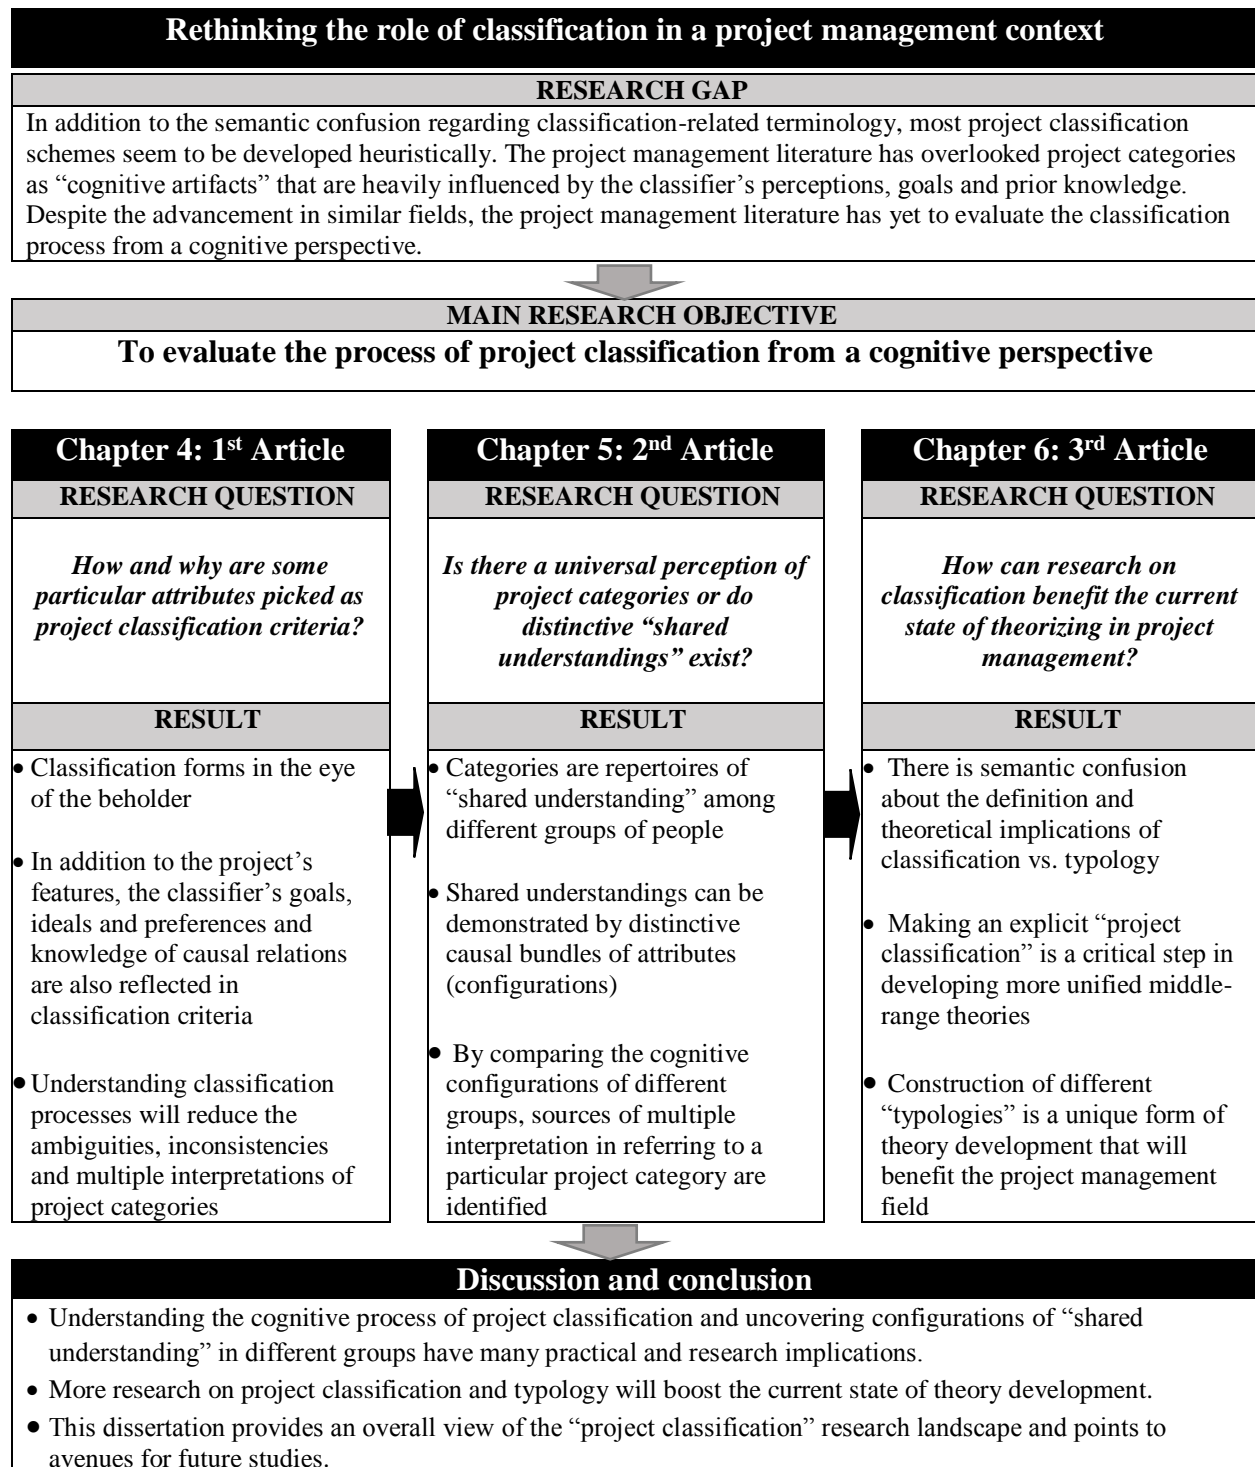 Rethinking the role of classification in a project management context
RESEARCH GAP
In addition to the semantic confusion regarding classification-related terminology, most project classification
schemes seem to be developed heuristically. The project management literature has overlooked project categories
as “cognitive artifacts” that are heavily influenced by the classifier’s perceptions, goals and prior knowledge.
Despite the advancement in similar fields, the project management literature has yet to evaluate the classification
process from a cognitive perspective.
MAIN RESEARCH OBJECTIVE
To evaluate the process of project classification from a cognitive perspective
Chapter 4: 1st Article
RESEARCH QUESTION
How and why are some
particular attributes picked as
project classification criteria?
RESULT
• Classification forms in the eye
of the beholder
• In addition to the project’s
features, the classifier’s goals,
ideals and preferences and
knowledge of causal relations
are also reflected in
classification criteria
• Understanding classification
processes will reduce the
ambiguities, inconsistencies
and multiple interpretations of
project categories
Chapter 5: 2nd Article
RESEARCH QUESTION
Is there a universal perception of
project categories or do
distinctive “shared
understandings” exist?
RESULT
• Categories are repertoires of
“shared understanding” among
different groups of people
• Shared understandings can be
demonstrated by distinctive
causal bundles of attributes
(configurations)
• By comparing the cognitive
configurations of different
groups, sources of multiple
interpretation in referring to a
particular project category are
identified
Chapter 6: 3rd Article
RESEARCH QUESTION
How can research on
classification benefit the current
state of theorizing in project
management?
RESULT
• There is semantic confusion
about the definition and
theoretical implications of
classification vs. typology
• Making an explicit “project
classification” is a critical step in
developing more unified middle-
range theories
• Construction of different
“typologies” is a unique form of
theory development that will
benefit the project management
field
Discussion and conclusion
• Understanding the cognitive process of project classification and uncovering configurations of “shared
understanding” in different groups have many practical and research implications.
• More research on project classification and typology will boost the current state of theory development.
• This dissertation provides an overall view of the “project classification” research landscape and points to
avenues for future studies.